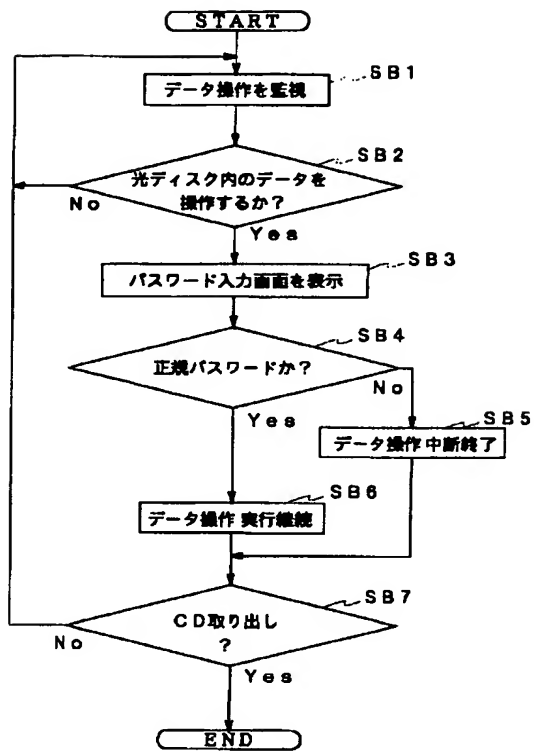 START
SB1
データ操作を監視
SB2
光ディスク内のデータを
操作するか?
No
Yes
SB3
パスワード入力画面を表示
SB4
正規パスワードか?
No
Yes
SB5
データ操作 中断終了
SB6
データ操作 実行継続
SB7
CD取り出し
?
No
Yes
END